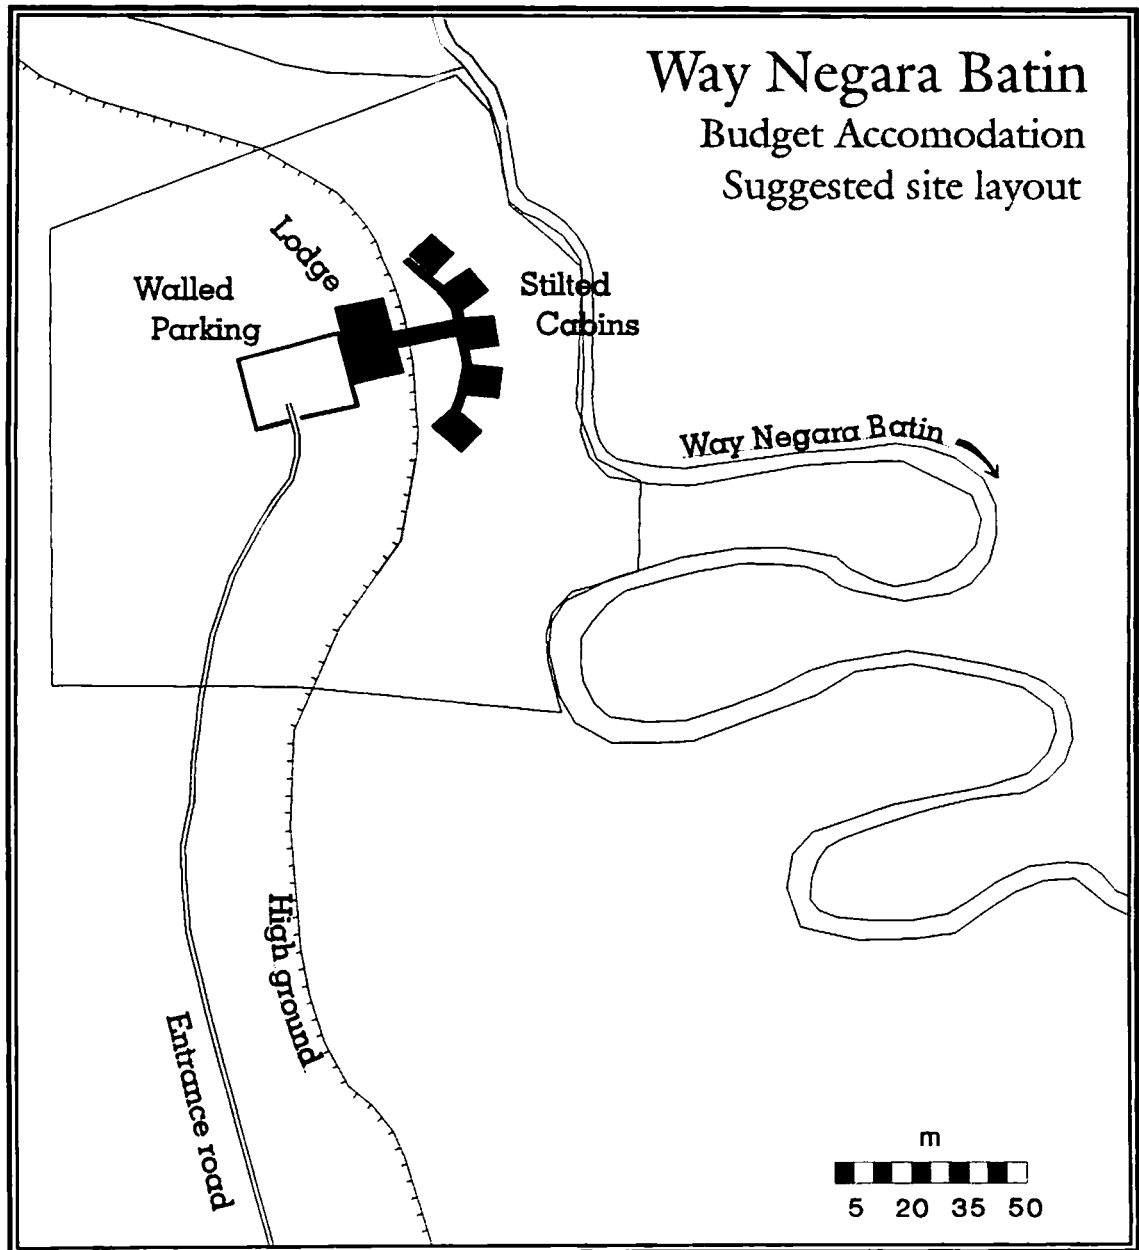 Way Negara Batin
Budget Accomodation
Suggested site layout
Lodge
Walled
Parking
Stilted
Cabins
Way Negara Batin
High ground
Entrance road
m
5 20 35 50